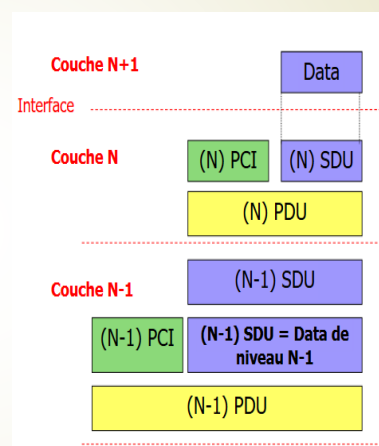 Couche N+1
Data
Interface
Couche N
(N) PCI
(N) SDU
(N) PDU
(N-1) SDU
Couche N-1
(N-1) PCI
(N-1) SDU = Data de
niveau N-1
(N-1) PDU